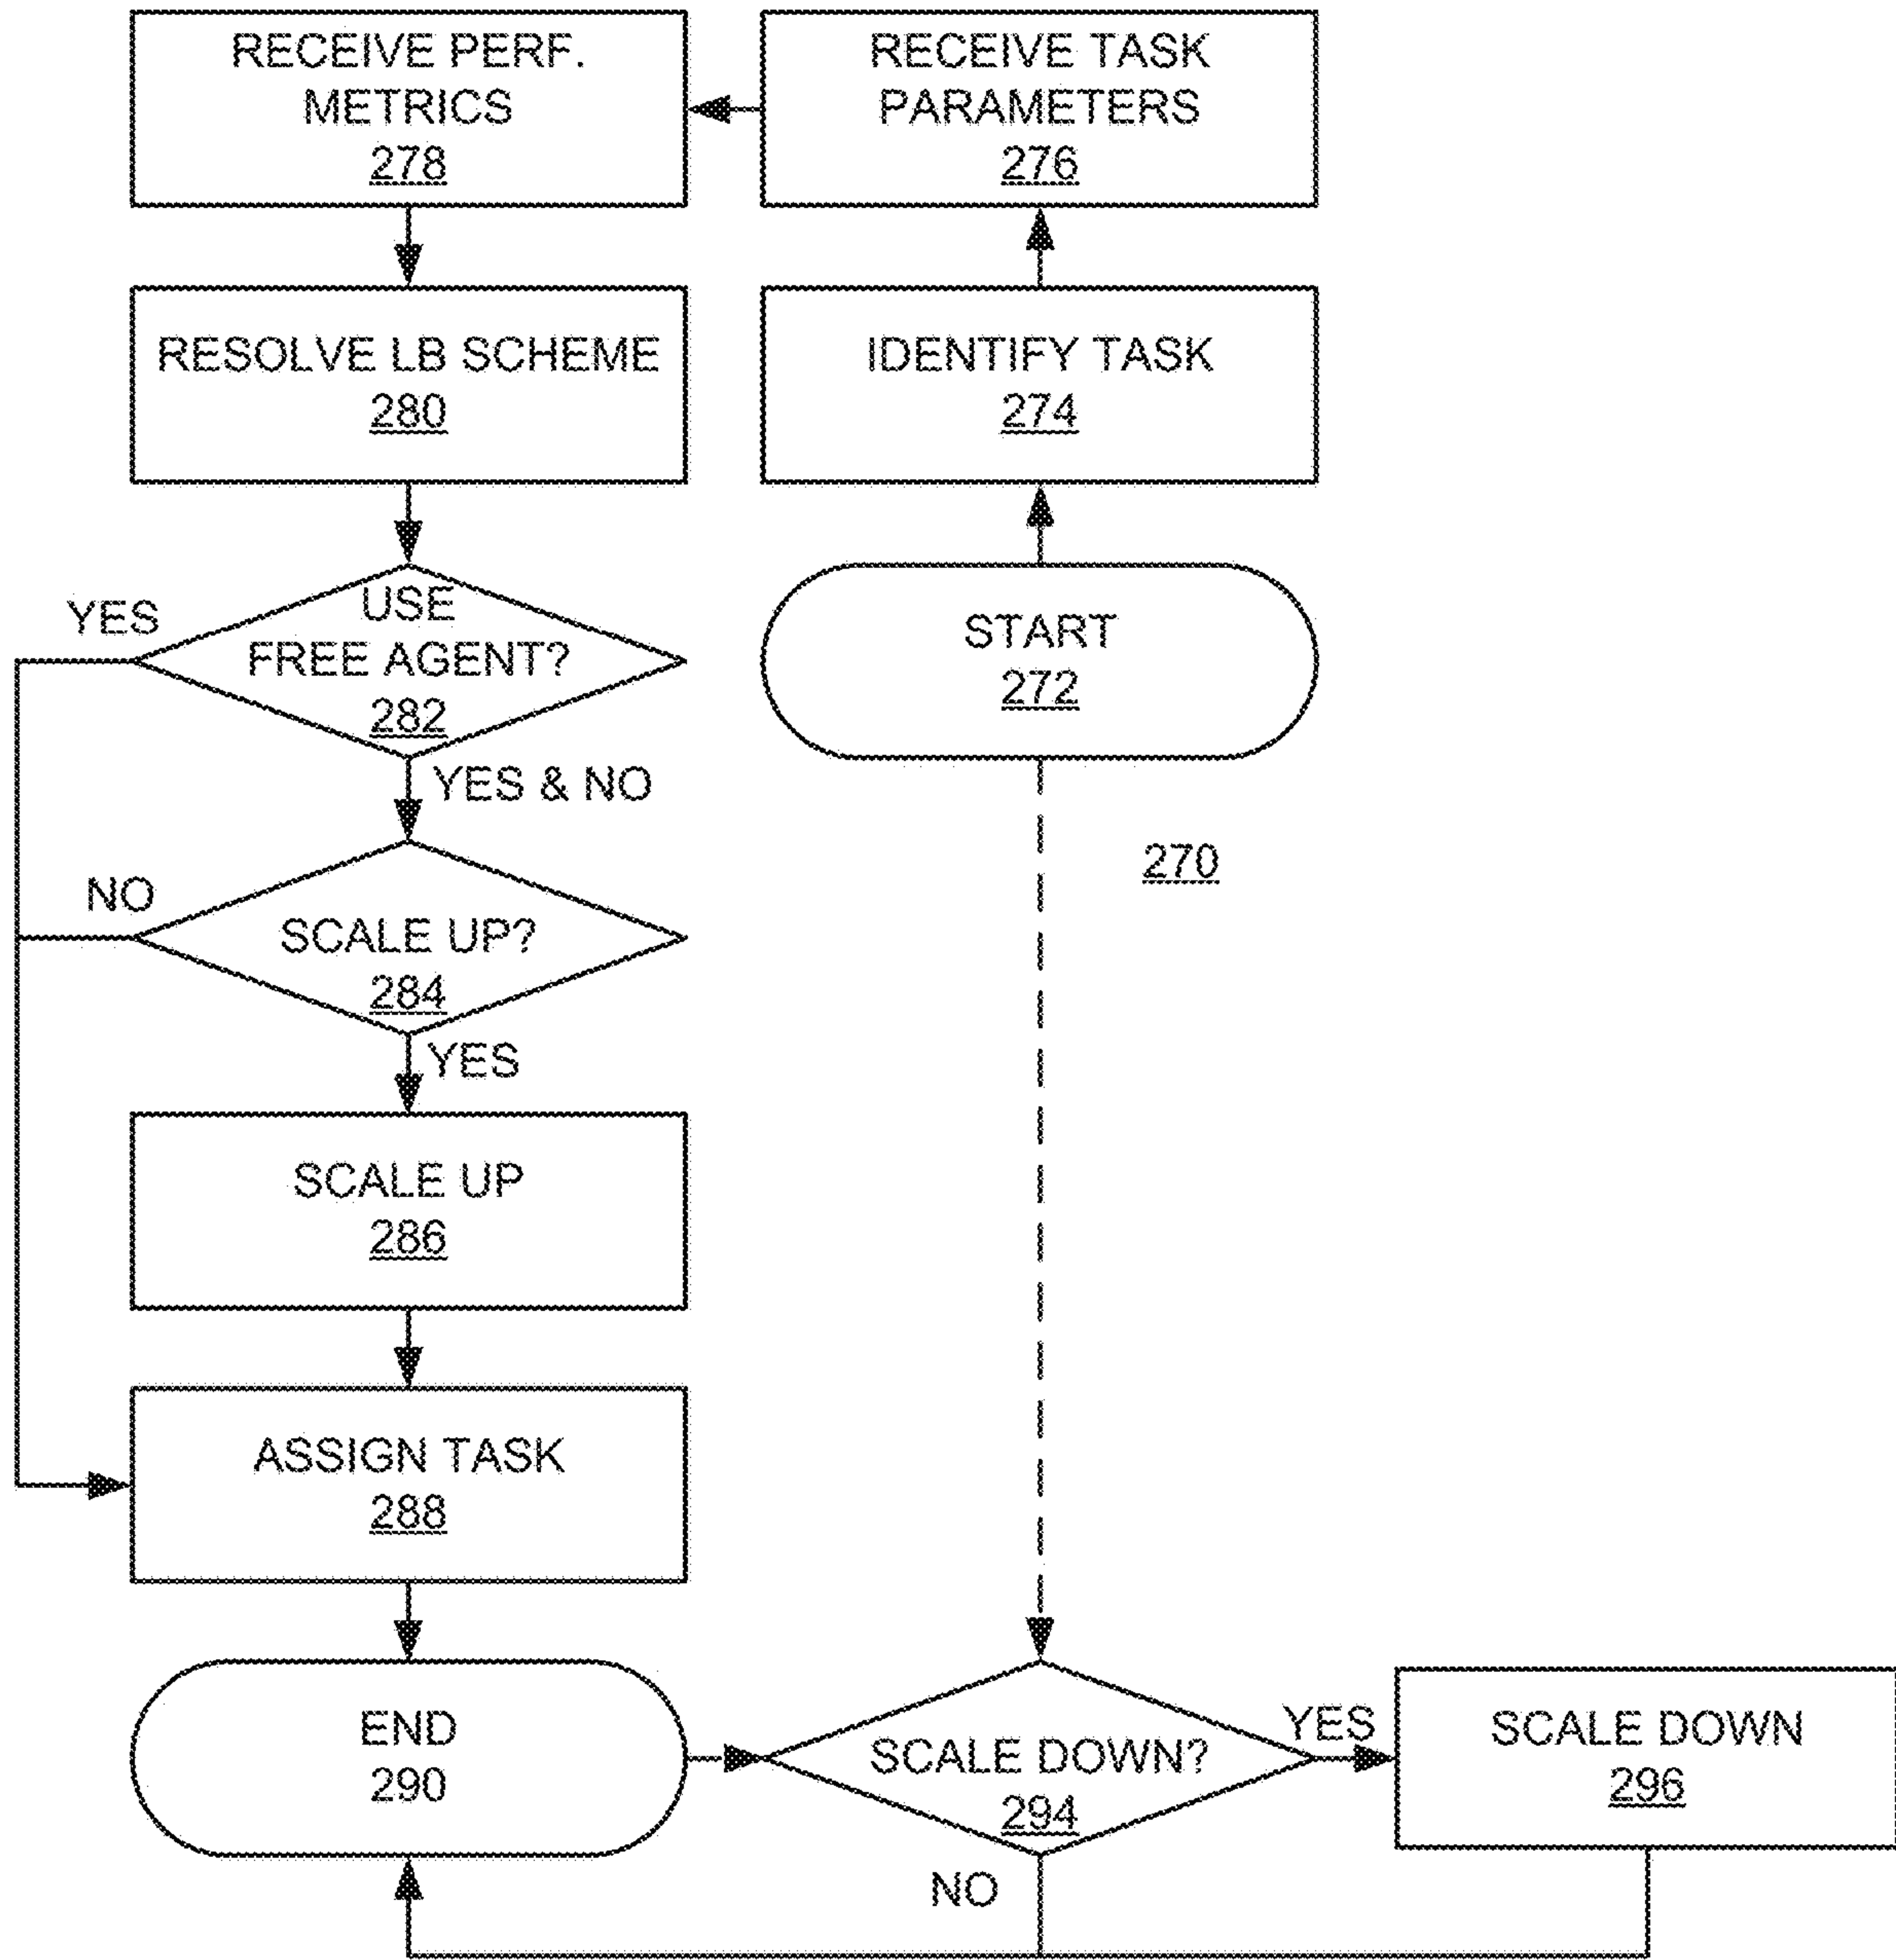 RECEIVE PERF.
METRICS
278
RECEIVE TASK
PARAMETERS
276
RESOLVE LB SCHEME
280
IDENTIFY TASK
274
YES
USE
FREE AGENT?
282
START
272
YES & NO
270
NO
SCALE UP?
284
YES
SCALE UP
286
ASSIGN TASK
288
END
290
SCALE DOWN?
294
YES
SCALE DOWN
296
NO